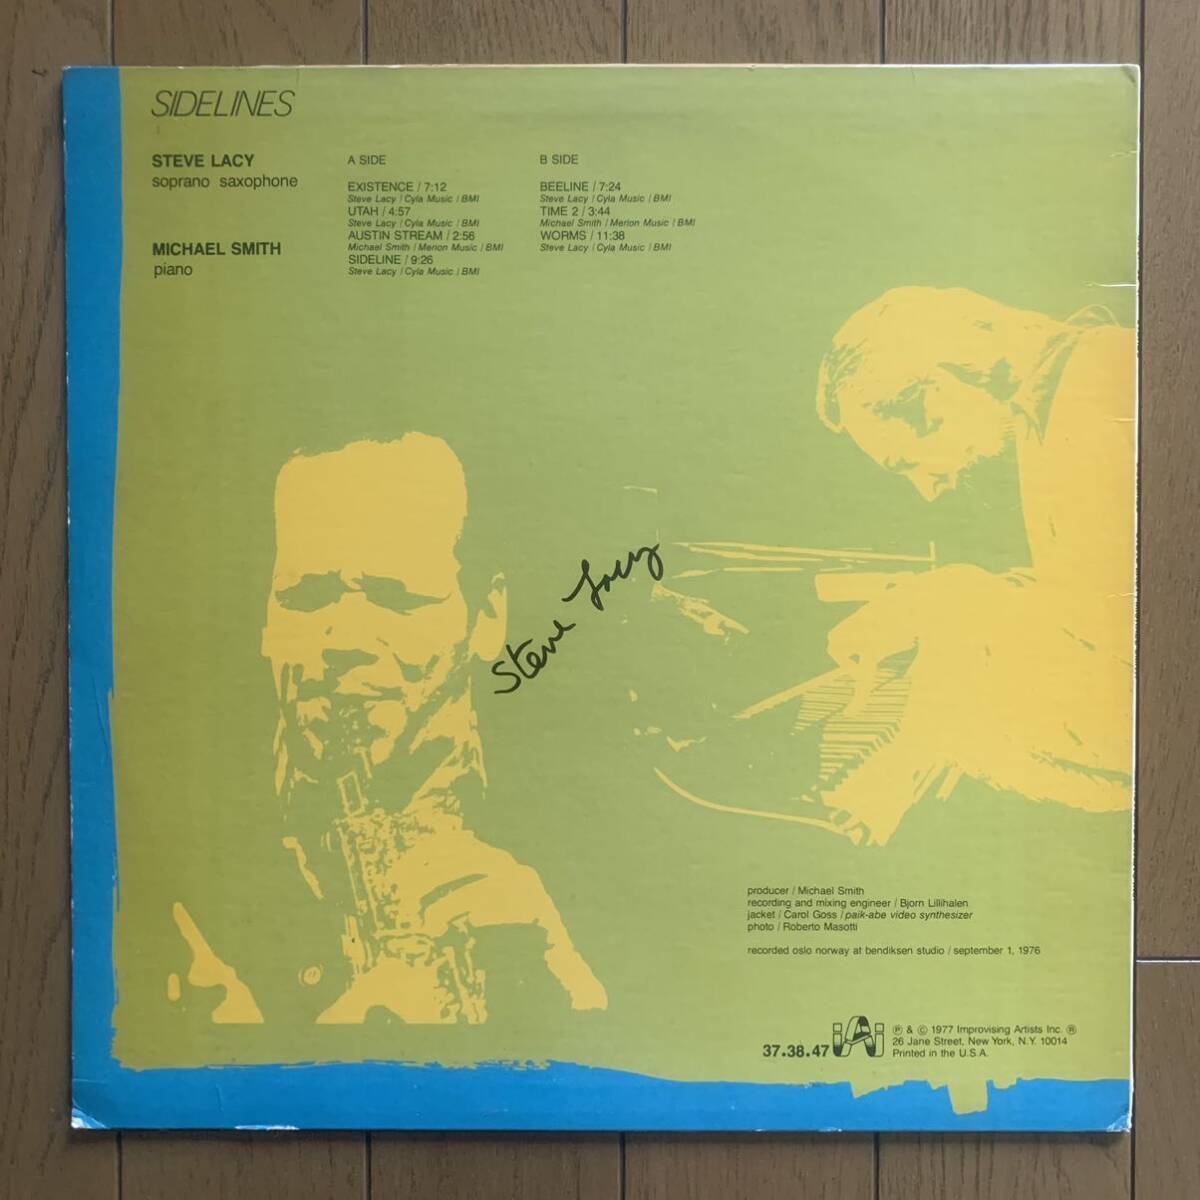 SIDELINES
STEVE LACY
soprano saxophone
MICHAEL SMITH
piano
A SIDE
EXISTENCE / 7:12
Steve Lacy / Cyla Music / BMI
UTAH / 4:57
Steve Lacy / Cyla Music / BMI
AUSTIN STREAM / 2:56
Michael Smith / Merion Music / BMI
SIDELINE / 9:26
Steve Lacy / Cyla Music / BMI
B SIDE
BEELINE / 7:24
Steve Lacy / Cyla Music / BMI
TIME 2 / 3:44
Michael Smith / Merion Music / BMI
WORMS / 11:38
Steve Lacy / Cyla Music / BMI
Steve Lacy
producer / Michael Smith
recording and mixing engineer / Bjorn Lillihalen
jacket / Carol Goss / paik-abe video synthesizer
photo / Roberto Masotti
recorded oslo norway at bendiksen studio / september 1, 1976
37.38.47
iAi
℗ & © 1977 Improvising Artists Inc. ®
26 Jane Street, New York, N.Y. 10014
Printed in the U.S.A.